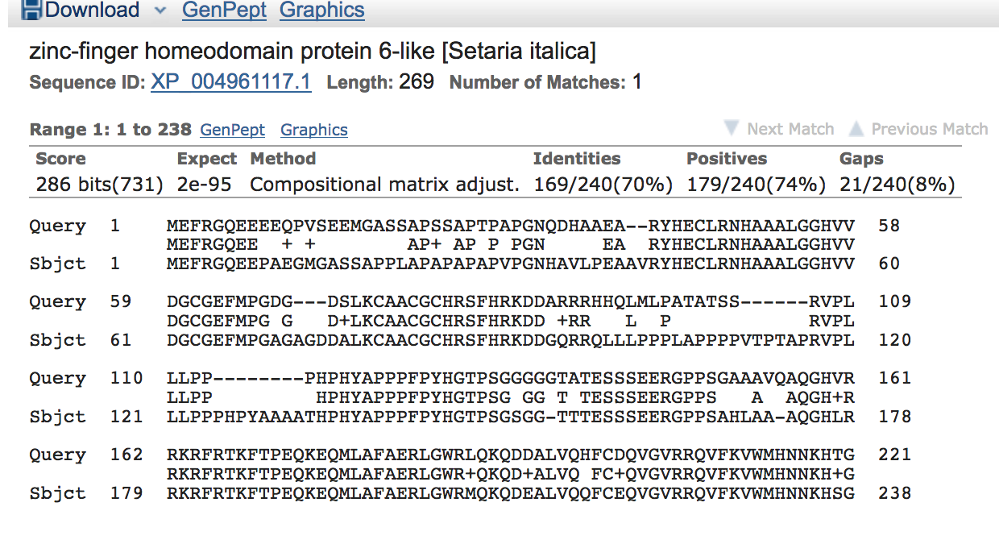 Download GenPept Graphics
zinc-finger homeodomain protein 6-like [Setaria italica]
Sequence ID: XP_004961117.1 Length: 269 Number of Matches: 1
Range 1: 1 to 238 GenPept Graphics Next Match Previous Match
Score Expect Method Identities Positives Gaps
286 bits(731) 2e-95 Compositional matrix adjust. 169/240(70%) 179/240(74%) 21/240(8%)
Query 1 MEFRGQEEEEQPVSEEMGASSAPSSAPTPAPGNQDHAAEA--RYHECLRNHAAALGGHVV 58
MEFRGQEE  + +        AP+ AP P PGN     EA  RYHECLRNHAAALGGHVV
Sbjct 1 MEFRGQEEPAEGMGASSAPPLAPAPAPAPVPGNHAVLPEAAVRYHECLRNHAAALGGHVV 60
Query 59 DGCGEFMPGDG---DSLKCAACGCHRSFHRKDDARRRHHQLMLPATATSS------RVPL 109
DGCGEFMPG G   D+LKCAACGCHRSFHRKDD +RR   L  P            RVPL
Sbjct 61 DGCGEFMPGAGAGDDALKCAACGCHRSFHRKDDGQRRQLLLPPPLAPPPPVTPTAPRVPL 120
Query 110 LLPP--------PHPHYAPPPFPYHGTPSGGGGGTATESSSEERGPPSGAAAVQAQGHVR 161
LLPP         HPHYAPPPFPYHGTPSG GG T TESSSEERGPPS   A  AQGH+R
Sbjct 121 LLPPPHPYAAAATHPHYAPPPFPYHGTPSGSGG-TTTESSSEERGPPSAHLAA-AQGHLR 178
Query 162 RKRFRTKFTPEQKEQMLAFAERLGWRLQKQDDALVQHFCDQVGVRRQVFKVWMHNNKHTG 221
RKRFRTKFTPEQKEQMLAFAERLGWR+QKQD+ALVQ FC+QVGVRRQVFKVWMHNNKH+G
Sbjct 179 RKRFRTKFTPEQKEQMLAFAERLGWRMQKQDEALVQQFCEQVGVRRQVFKVWMHNNKHSG 238